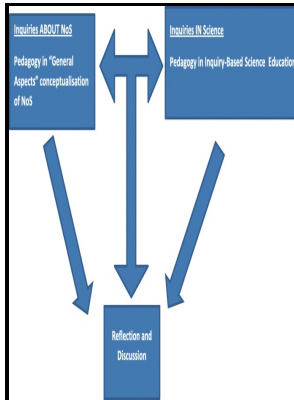 Inquiries ABOUT NoS
Pedagogy in "General
Aspects" conceptualisation
of NoS
Inquiries IN Science
Pedagogy in Inquiry-Based Science Education
Reflection and
Discussion